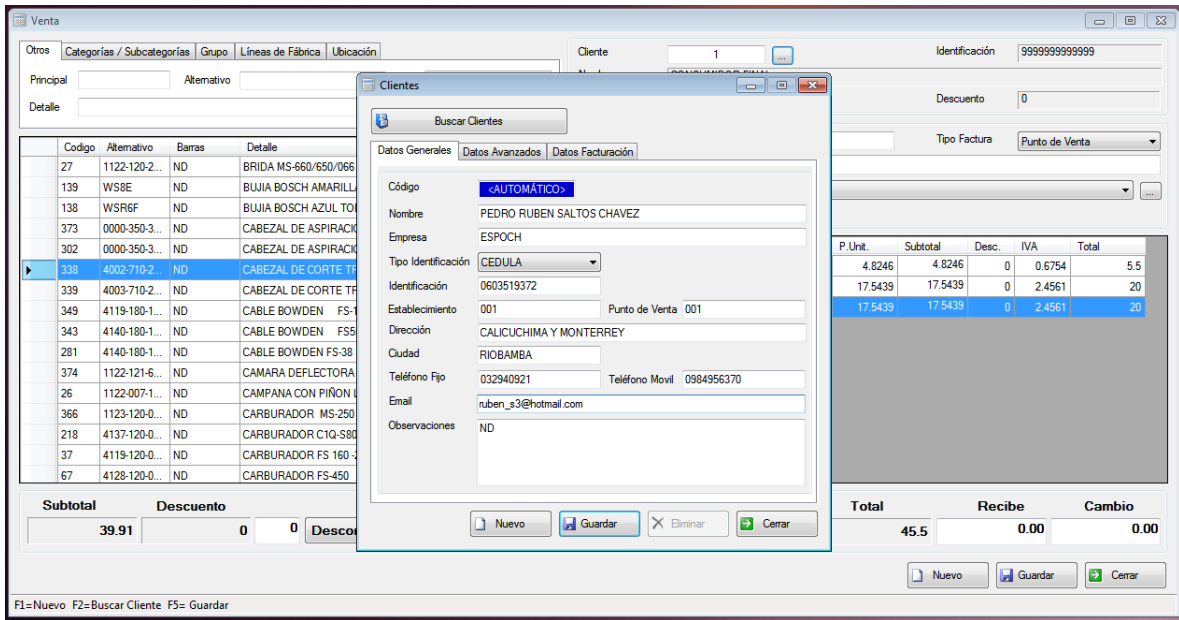 Venta
Otros Categorías / Subcategorías Grupo Líneas de Fábrica Ubicación
Principal Alternativo
Detalle
Cliente 1 ... Identificación 9999999999999
Descuento 0
Tipo Factura Punto de Venta
...
Codigo Alternativo Barras Detalle
27 1122-120-2... ND BRIDA MS-660/650/066
139 WS8E ND BUJIA BOSCH AMARILL
138 WSR6F ND BUJIA BOSCH AZUL TO
373 0000-350-3... ND CABEZAL DE ASPIRACI
302 0000-350-3... ND CABEZAL DE ASPIRACI
338 4002-710-2... ND CABEZAL DE CORTE TF
339 4003-710-2... ND CABEZAL DE CORTE TF
349 4119-180-1... ND CABLE BOWDEN FS-1
343 4140-180-1... ND CABLE BOWDEN FS5
281 4140-180-1... ND CABLE BOWDEN FS-38
374 1122-121-6... ND CAMARA DEFLECTORA
26 1122-007-1... ND CAMPANA CON PIÑON
366 1123-120-0... ND CARBURADOR MS-250
218 4137-120-0... ND CARBURADOR C1Q-S80
37 4119-120-0... ND CARBURADOR FS 160 -
67 4128-120-0... ND CARBURADOR FS-450
P.Unit. Subtotal Desc. IVA Total
4.8246 4.8246 0 0.6754 5.5
17.5439 17.5439 0 2.4561 20
17.5439 17.5439 0 2.4561 20
Clientes
Buscar Clientes
Datos Generales Datos Avanzados Datos Facturación
Código <AUTOMÁTICO>
Nombre PEDRO RUBEN SALTOS CHAVEZ
Empresa ESPOCH
Tipo Identificación CEDULA
Identificación 0603519372
Establecimiento 001 Punto de Venta 001
Dirección CALICUCHIMA Y MONTERREY
Ciudad RIOBAMBA
Teléfono Fijo 032940921 Teléfono Movil 0984956370
Email ruben_s3@hotmail.com
Observaciones ND
Nuevo Guardar Eliminar Cerrar
Subtotal Descuento Total Recibe Cambio
39.91 0 0 Descor 45.5 0.00 0.00
Nuevo Guardar Cerrar
F1=Nuevo F2=Buscar Cliente F5= Guardar